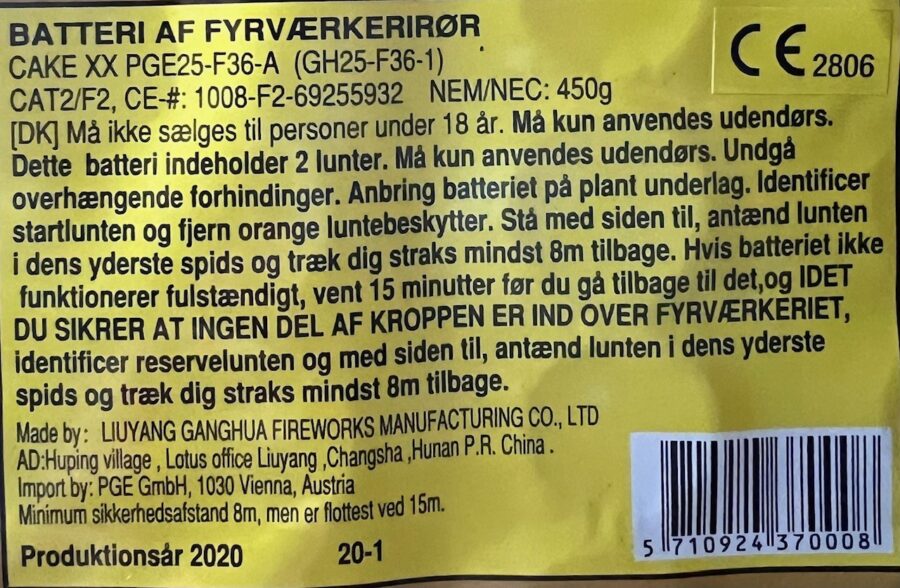 BATTERI AF FYRVÆRKERIRØR
CAKE XX PGE25-F36-A (GH25-F36-1)
CE 2806
CAT2/F2, CE-#: 1008-F2-69255932 NEM/NEC: 450g
[DK] Må ikke sælges til personer under 18 år. Må kun anvendes udendørs.
Dette batteri indeholder 2 lunter. Må kun anvendes udendørs. Undgå
overhængende forhindinger. Anbring batteriet på plant underlag. Identificer
startlunten og fjern orange luntebeskytter. Stå med siden til, antænd lunten
i dens yderste spids og træk dig straks mindst 8m tilbage. Hvis batteriet ikke
funktionerer fulstændigt, vent 15 minutter før du gå tilbage til det,og IDET
DU SIKRER AT INGEN DEL AF KROPPEN ER IND OVER FYRVÆRKERIET,
identificer reservelunten og med siden til, antænd lunten i dens yderste
spids og træk dig straks mindst 8m tilbage.
Made by: LIUYANG GANGHUA FIREWORKS MANUFACTURING CO., LTD
AD:Huping village , Lotus office Liuyang ,Changsha ,Hunan P.R. China .
Import by: PGE GmbH, 1030 Vienna, Austria
Minimum sikkerhedsafstand 8m, men er flottest ved 15m.
Produktionsår 2020 20-1
5 710924 370008